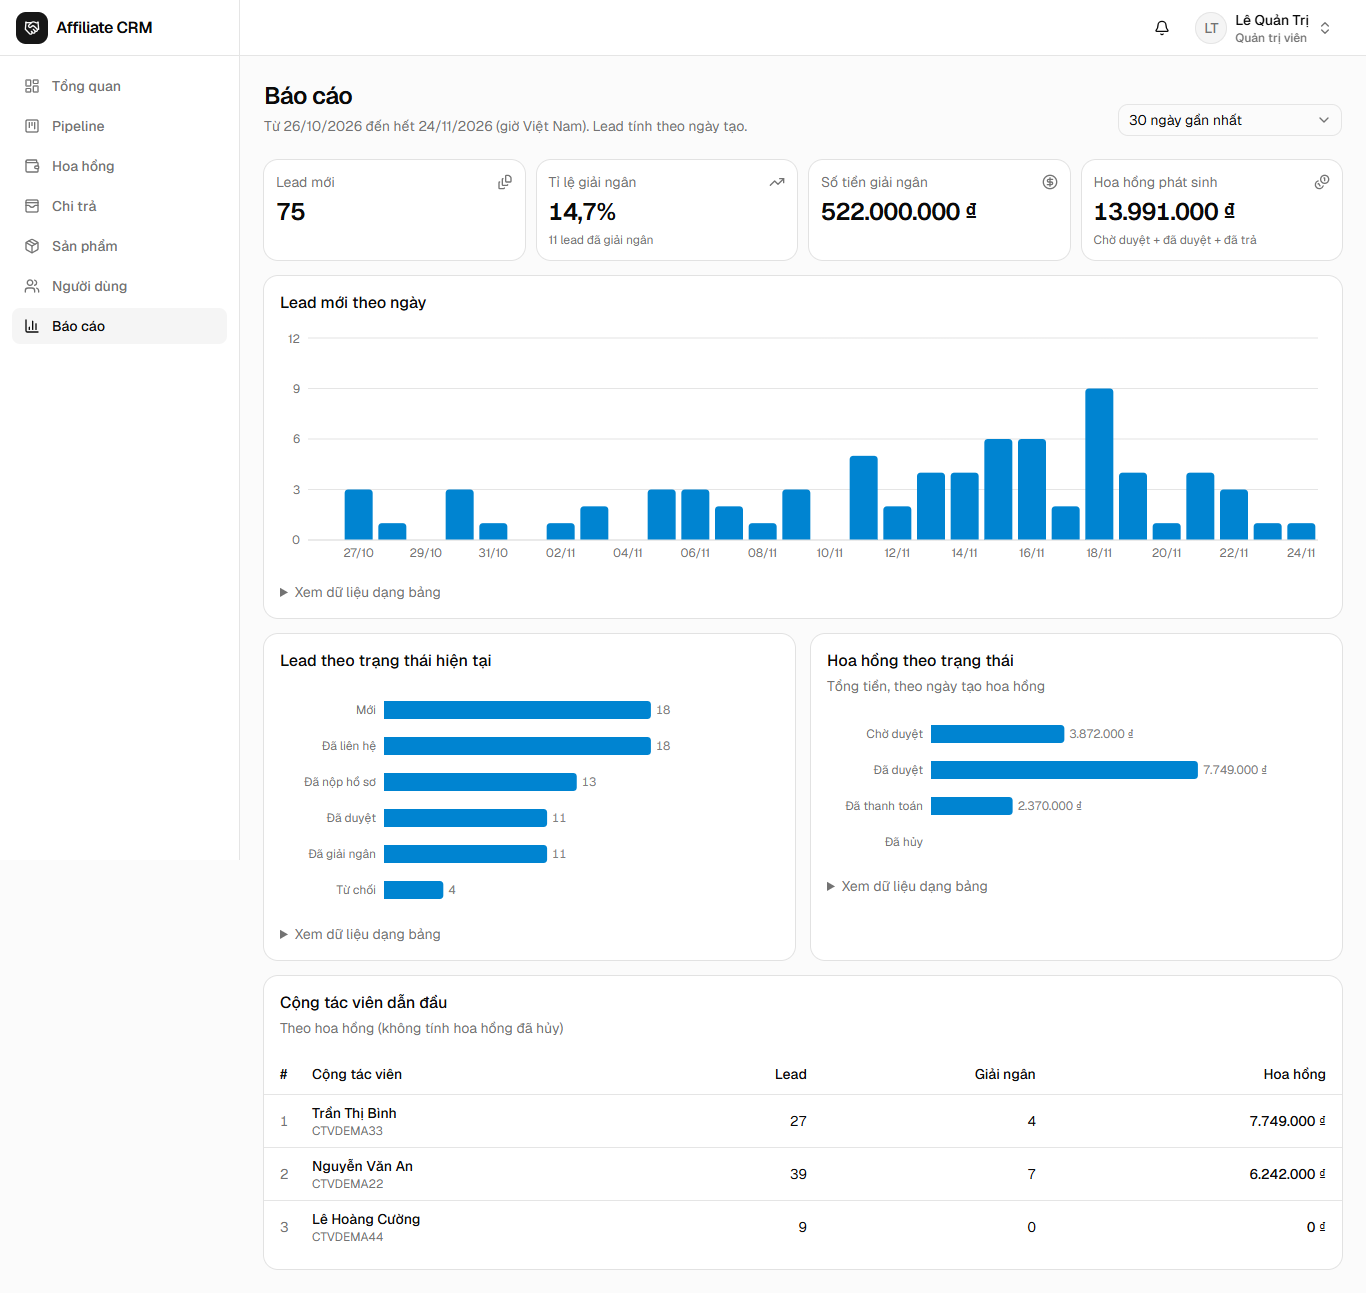 Affiliate CRM
LT
Lê Quản Trị
Quản trị viên
Tổng quan
Pipeline
Hoa hồng
Chi trả
Sản phẩm
Người dùng
Báo cáo
Báo cáo
Từ 26/10/2026 đến hết 24/11/2026 (giờ Việt Nam). Lead tính theo ngày tạo.
30 ngày gần nhất
Lead mới
75
Tỉ lệ giải ngân
14,7%
11 lead đã giải ngân
Số tiền giải ngân
522.000.000 ₫
Hoa hồng phát sinh
13.991.000 ₫
Chờ duyệt + đã duyệt + đã trả
Lead mới theo ngày
12
9
6
3
0
27/10 29/10 31/10 02/11 04/11 06/11 08/11 10/11 12/11 14/11 16/11 18/11 20/11 22/11 24/11
Xem dữ liệu dạng bảng
Lead theo trạng thái hiện tại
Mới 18
Đã liên hệ 18
Đã nộp hồ sơ 13
Đã duyệt 11
Đã giải ngân 11
Từ chối 4
Xem dữ liệu dạng bảng
Hoa hồng theo trạng thái
Tổng tiền, theo ngày tạo hoa hồng
Chờ duyệt 3.872.000 ₫
Đã duyệt 7.749.000 ₫
Đã thanh toán 2.370.000 ₫
Đã hủy
Xem dữ liệu dạng bảng
Cộng tác viên dẫn đầu
Theo hoa hồng (không tính hoa hồng đã hủy)
# Cộng tác viên Lead Giải ngân Hoa hồng
1 Trần Thị Bình 27 4 7.749.000 ₫
CTVDEMA33
2 Nguyễn Văn An 39 7 6.242.000 ₫
CTVDEMA22
3 Lê Hoàng Cường 9 0 0 ₫
CTVDEMA44